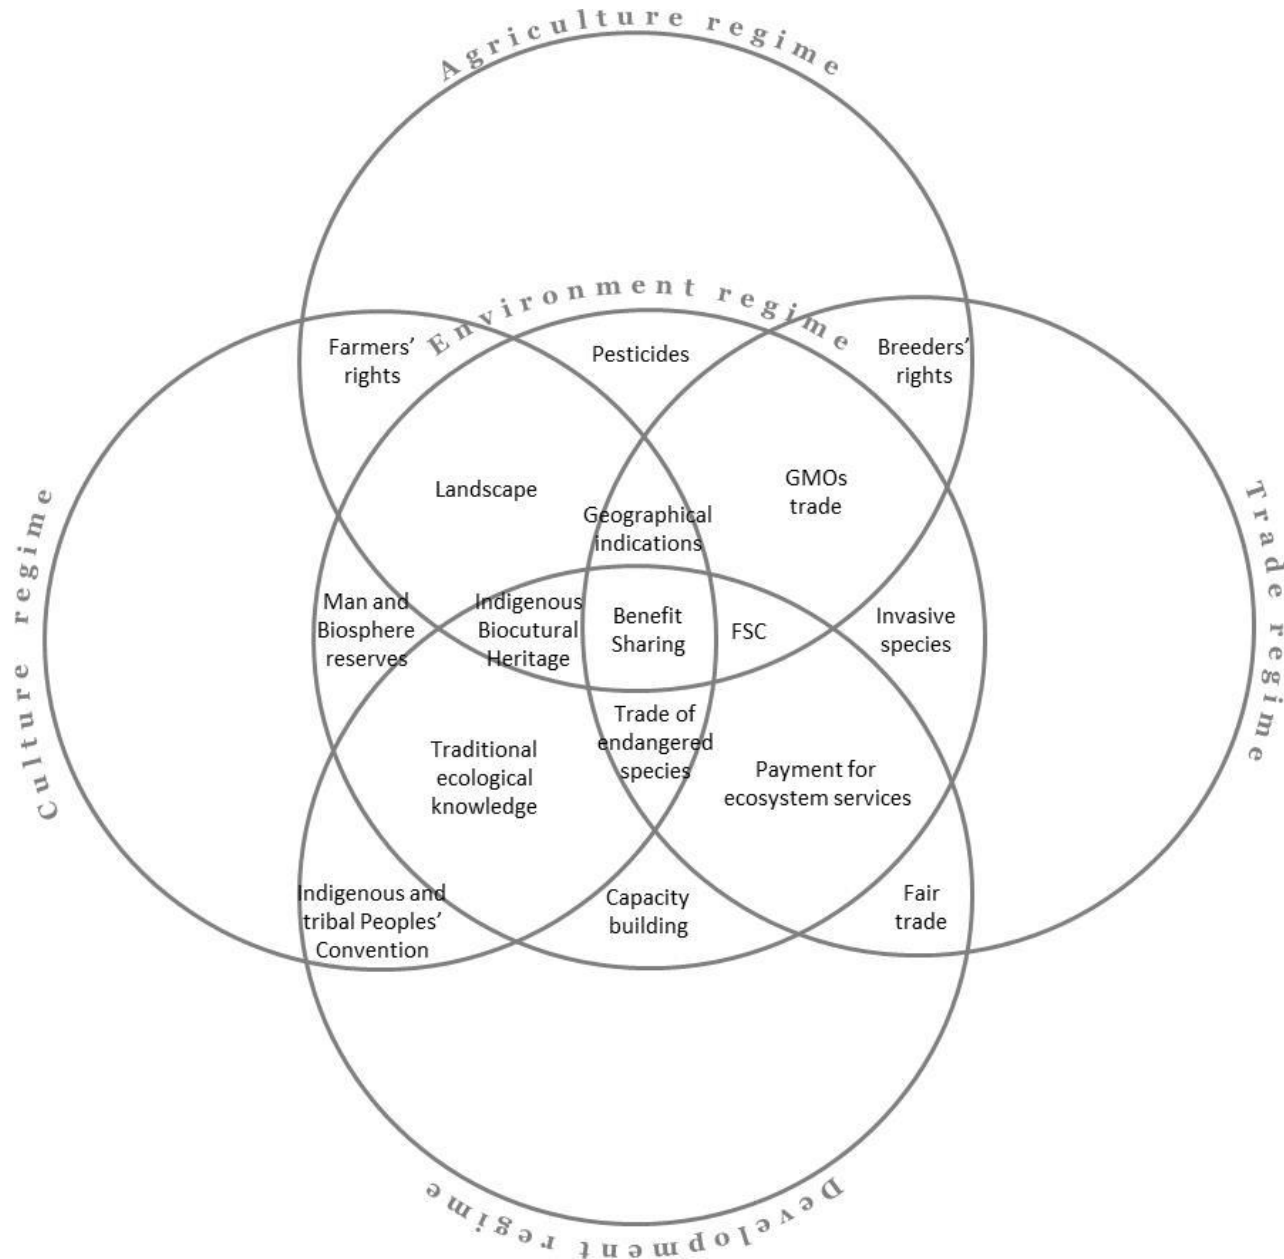 Agriculture regime
Environment regime
Farmers’
rights
Pesticides
Breeders’
rights
Landscape
GMOs
trade
Geographical
indications
Culture regime
Trade regime
Man and
Biosphere
reserves
Indigenous
Biocutural
Heritage
Benefit
Sharing
FSC
Invasive
species
Traditional
ecological
knowledge
Trade of
endangered
species
Payment for
ecosystem services
Indigenous and
tribal Peoples’
Convention
Capacity
building
Fair
trade
Development regime